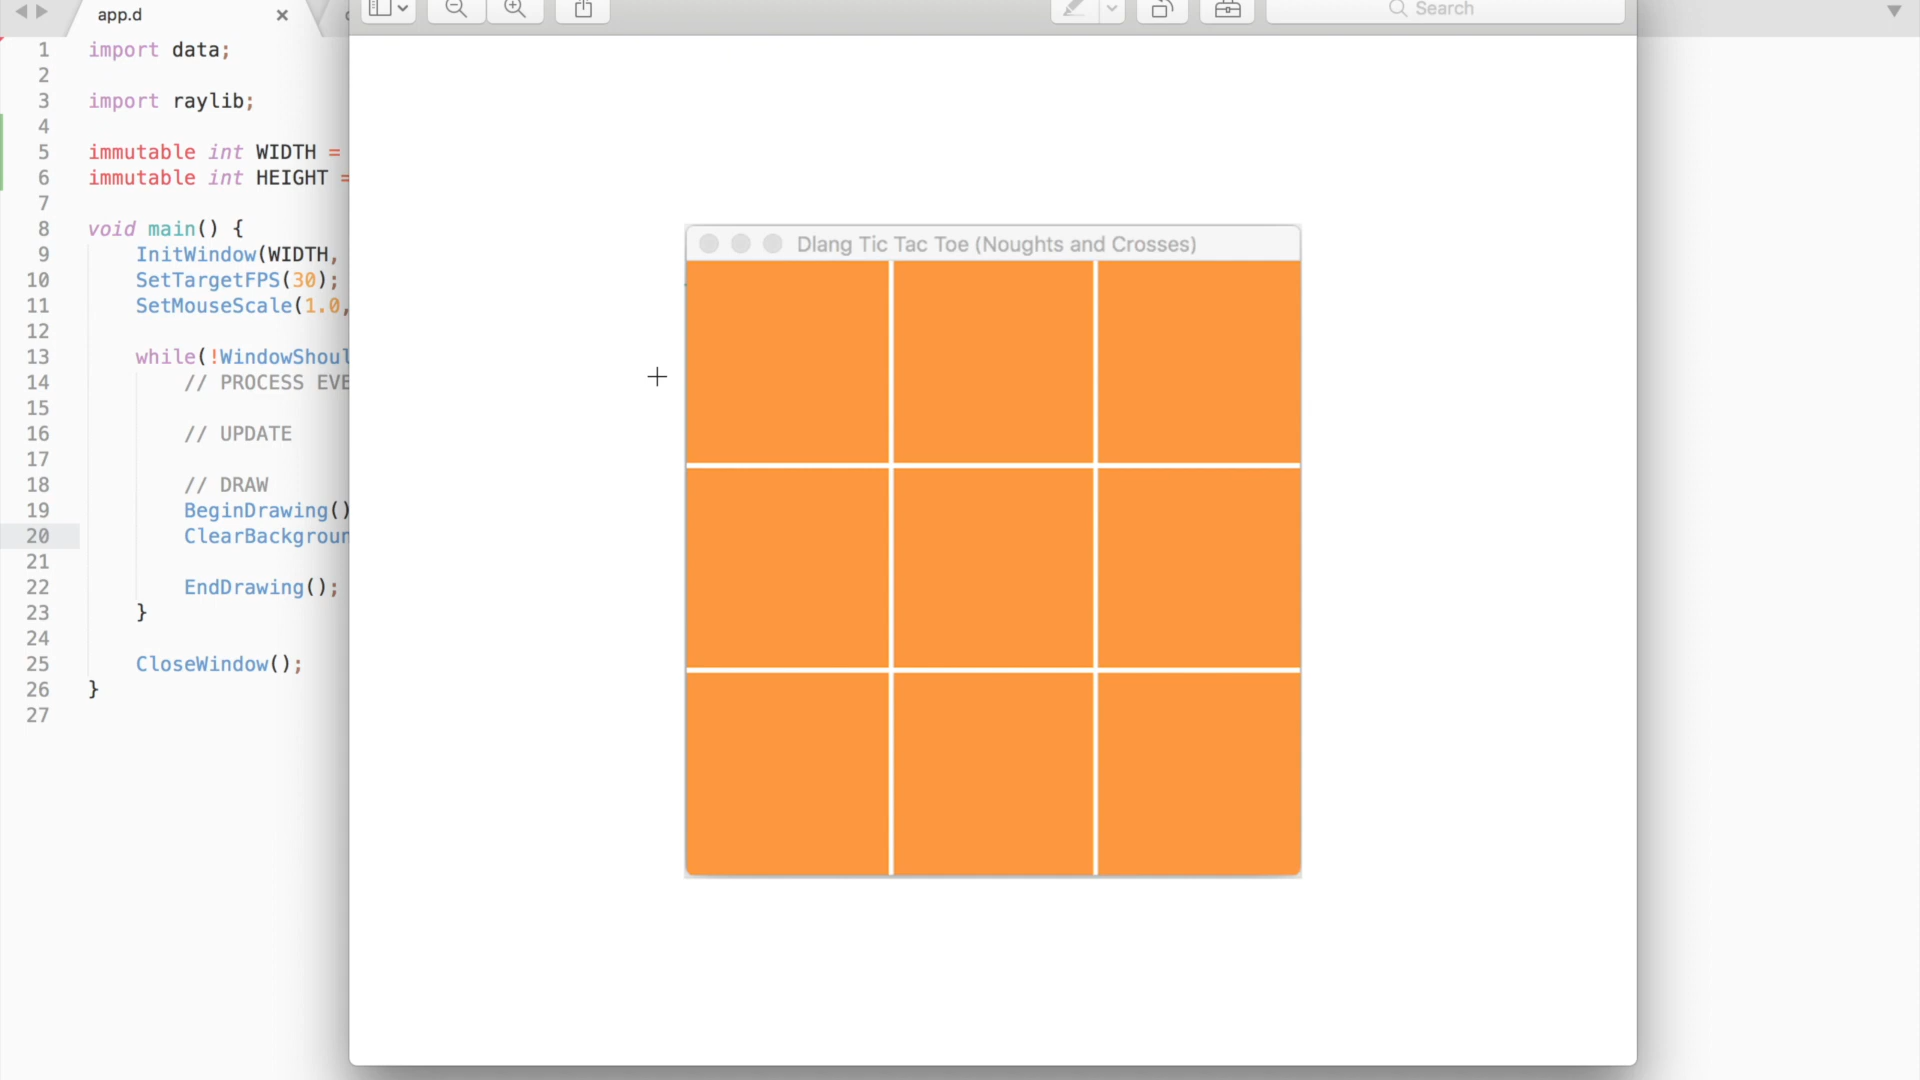 app.d
Search
1 import data;
2
3 import raylib;
4
5 immutable int WIDTH =
6 immutable int HEIGHT =
7
8 void main() {
9 InitWindow(WIDTH,
10 SetTargetFPS(30);
11 SetMouseScale(1.0,
12
13 while(!WindowShoul
14 // PROCESS EVE
15
16 // UPDATE
17
18 // DRAW
19 BeginDrawing()
20 ClearBackgroun
21
22 EndDrawing();
23 }
24
25 CloseWindow();
26 }
27
Dlang Tic Tac Toe (Noughts and Crosses)